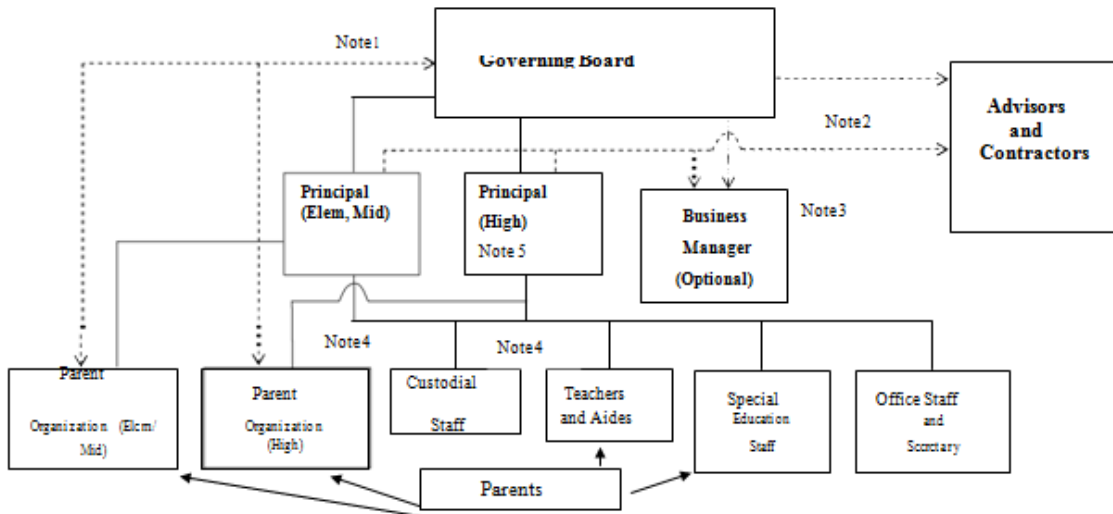 Note1
Governing Board
Advisors
and
Contractors
Note2
Principal
(Elem, Mid)
Principal
(High)
Note 5
Business
Manager
(Optional)
Note3
Note4
Note4
Parent
Organization (Elem/
Mid)
Parent
Organization
(High)
Custodial
Staff
Teachers
and Aides
Special
Education
Staff
Office Staff
and
Secretary
Parents